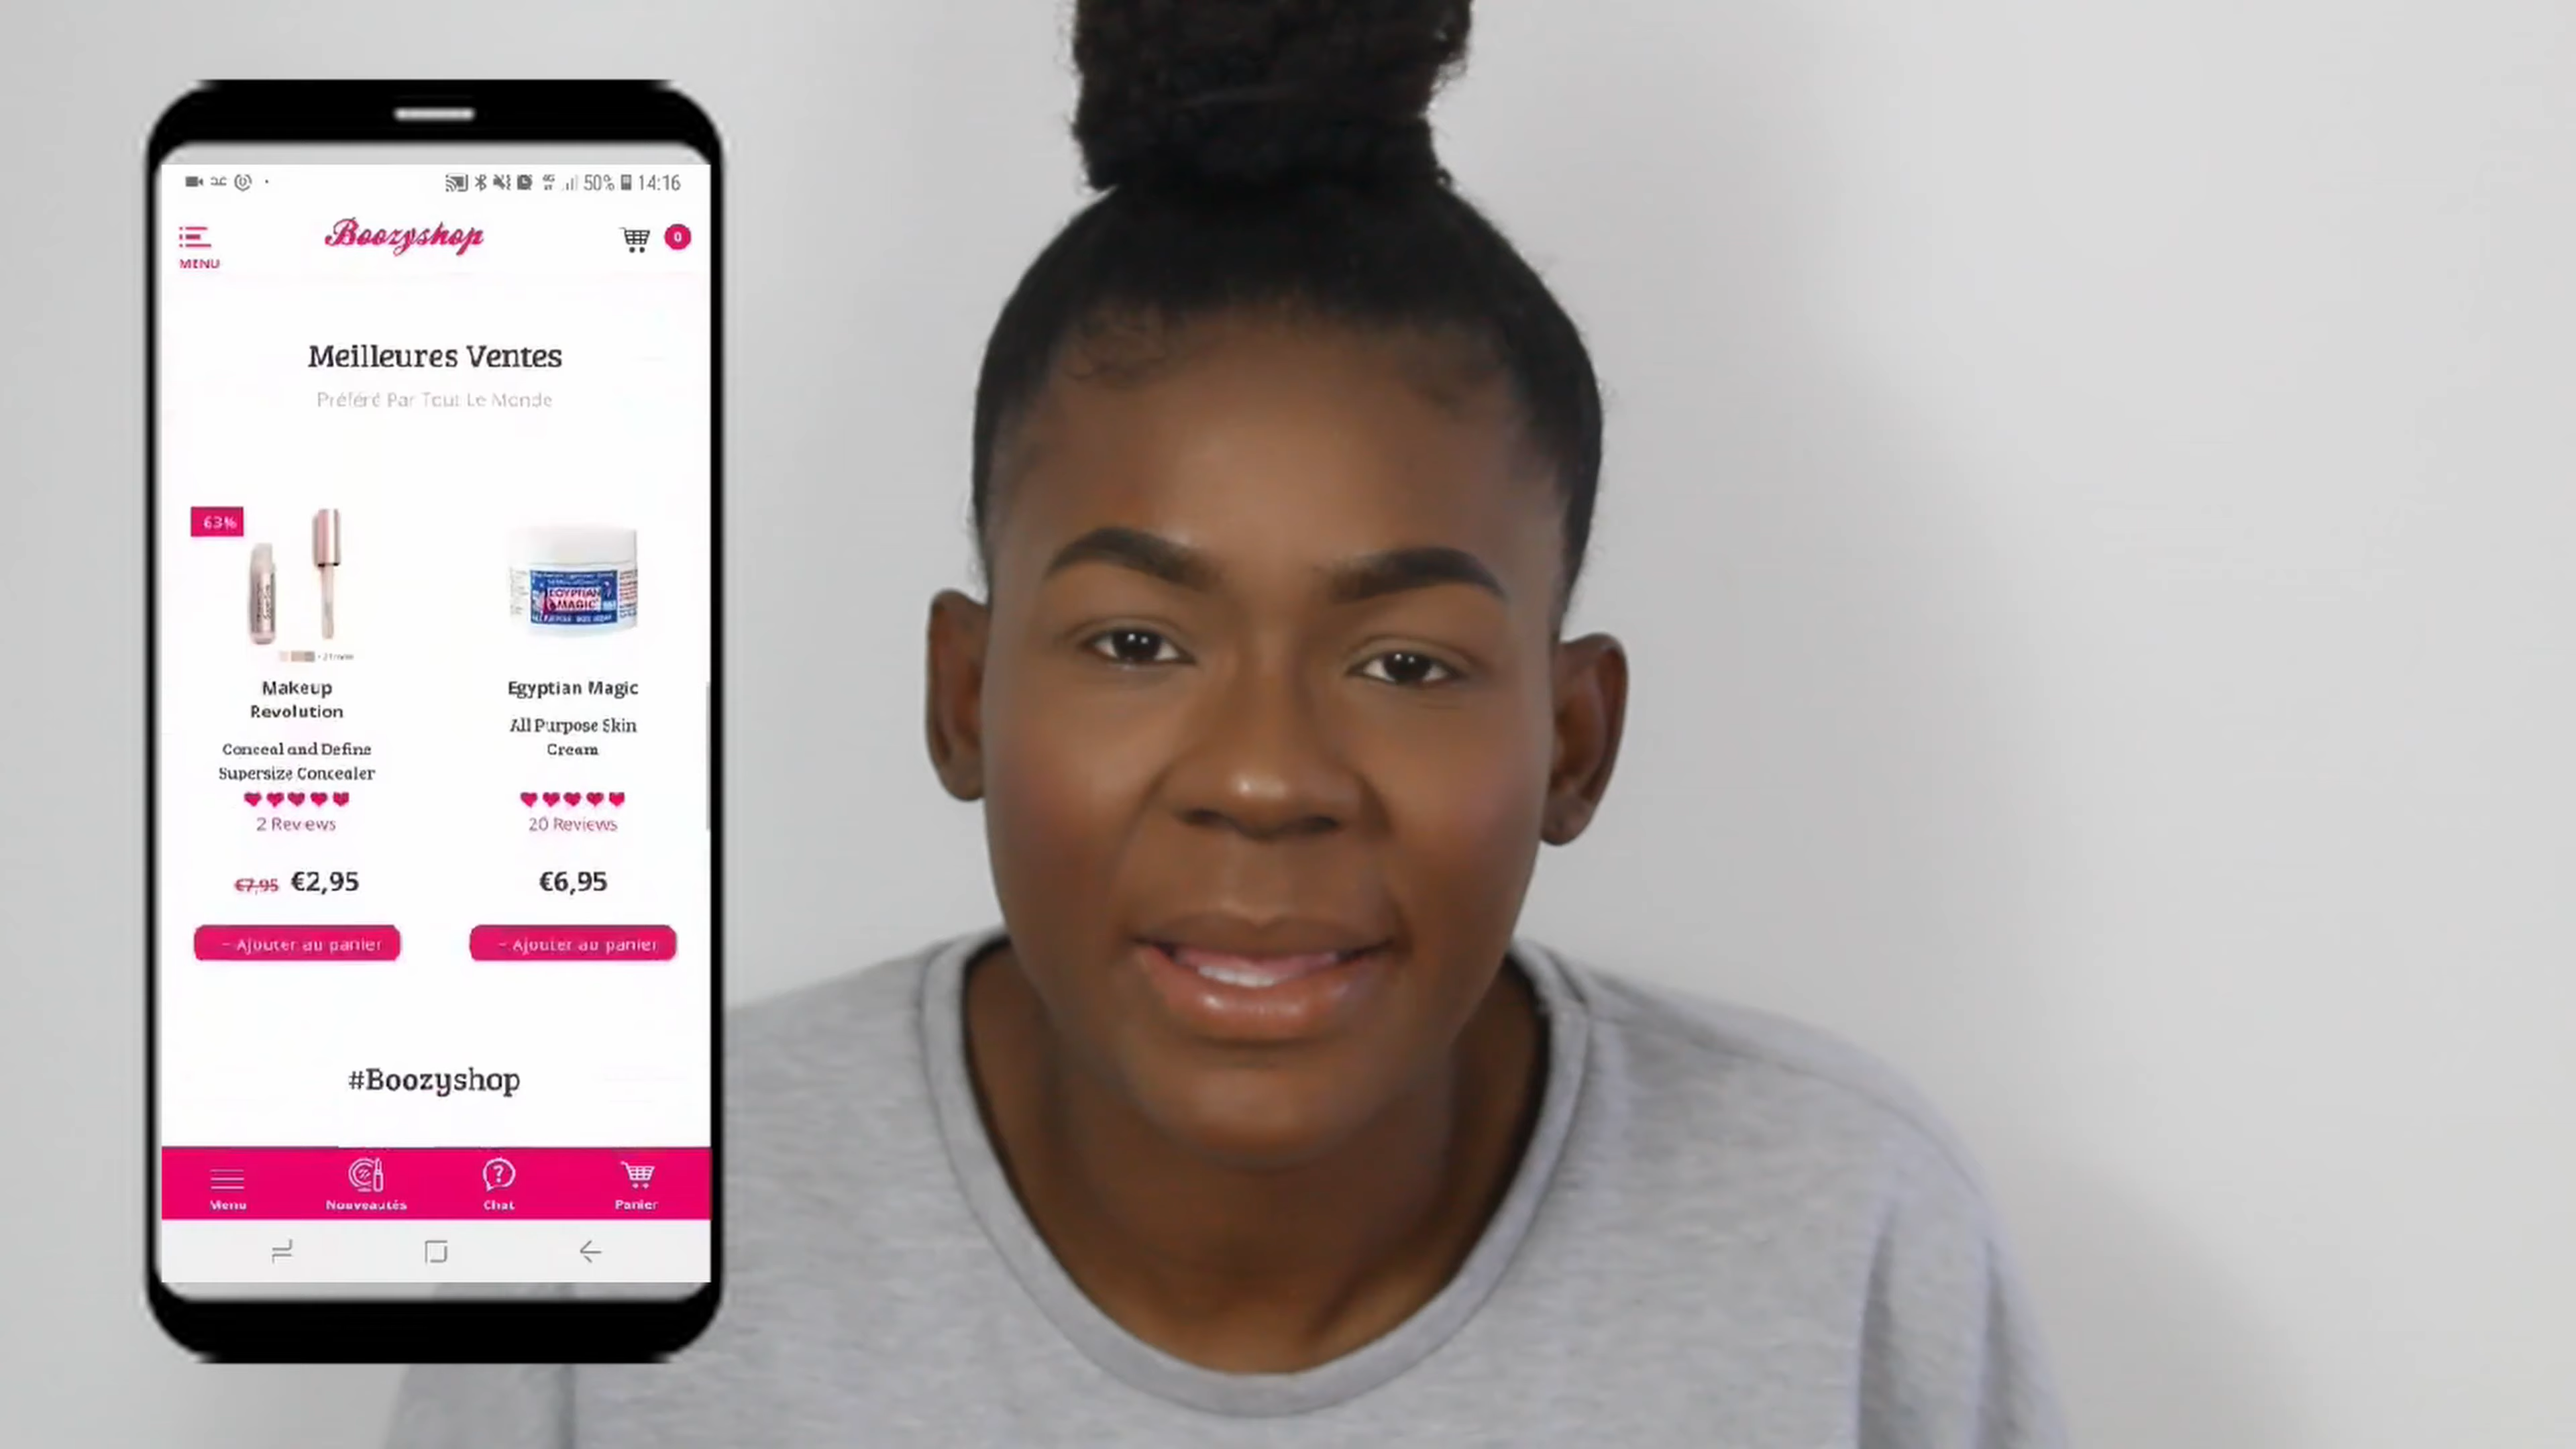 50% 14:16
MENU
Boozyshop
0
Meilleures Ventes
Préféré Par Tout Le Monde
63%
EGYPTIAN
MAGIC
Makeup
Revolution
Conceal and Define
Supersize Concealer
2 Reviews
€7,95 €2,95
Ajouter au panier
Egyptian Magic
All Purpose Skin
Cream
20 Reviews
€6,95
Ajouter au panier
#Boozyshop
Menu
Nouveautés
Chat
Panier